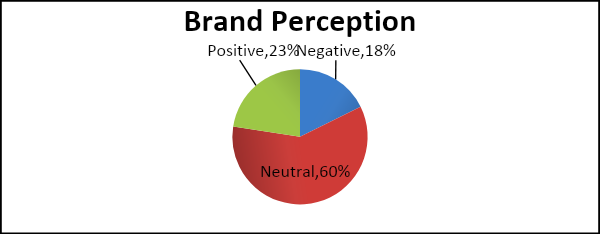 Brand Perception
Positive,23%
Negative,18%
Neutral,60%